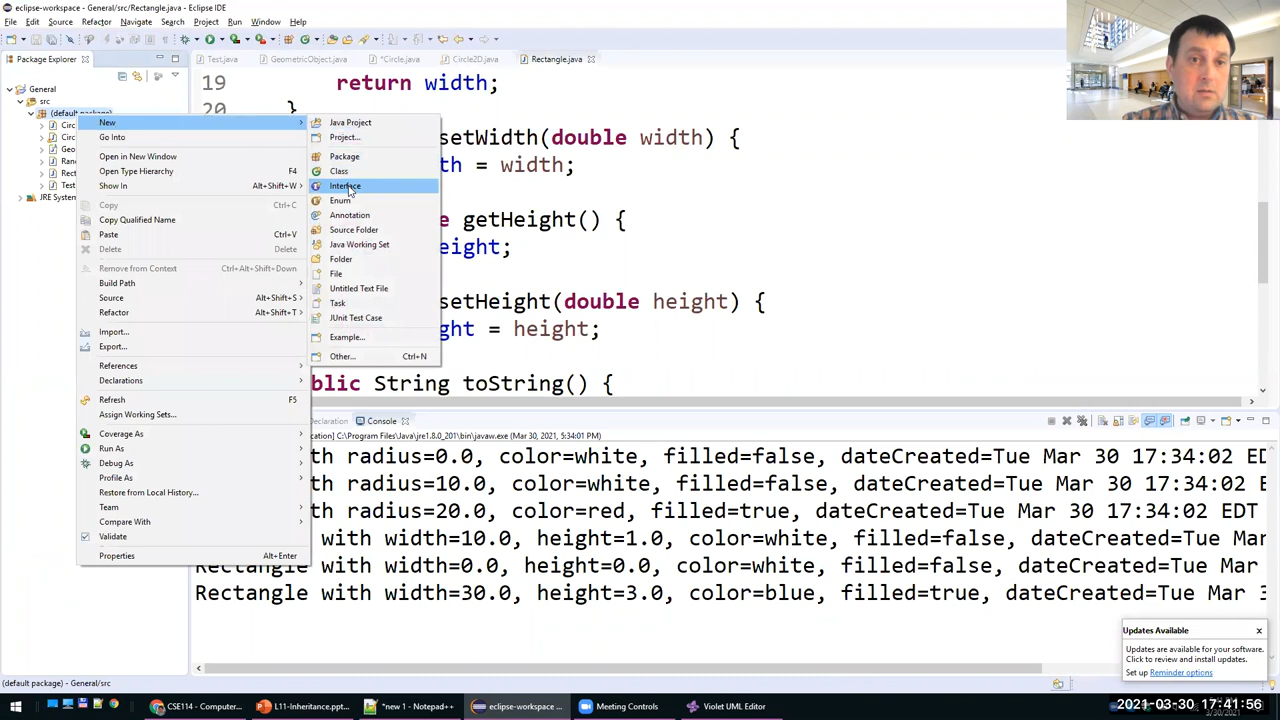 eclipse-workspace - General/src/Rectangle.java - Eclipse IDE
File Edit Source Refactor Navigate Search Project Run Window Help
Package Explorer
Test.java GeometricObject.java *Circle.java Circle2D.java Rectangle.java
General
src
(default package)
Circ
Circ
Geo
Ran
Rect
Test
JRE System
New
Go Into
Open in New Window
Open Type Hierarchy F4
Show In Alt+Shift+W
Copy Ctrl+C
Copy Qualified Name
Paste Ctrl+V
Delete Delete
Remove from Context Ctrl+Alt+Shift+Down
Build Path
Source Alt+Shift+S
Refactor Alt+Shift+T
Import...
Export...
References
Declarations
Refresh F5
Assign Working Sets...
Coverage As
Run As
Debug As
Profile As
Restore from Local History...
Team
Compare With
Validate
Properties Alt+Enter
Java Project
Project...
Package
Class
Interface
Enum
Annotation
Source Folder
Java Working Set
Folder
File
Untitled Text File
Task
JUnit Test Case
Example...
Other... Ctrl+N
19 return width;
20 }
setWidth(double width) {
th = width;
e getHeight() {
eight;
setHeight(double height) {
ght = height;
blic String toString() {
Declaration Console
cation] C:\Program Files\Java\jre1.8.0_201\bin\javaw.exe (Mar 30, 2021, 5:34:01 PM)
th radius=0.0, color=white, filled=false, dateCreated=Tue Mar 30 17:34:02 ED
th radius=10.0, color=white, filled=false, dateCreated=Tue Mar 30 17:34:02
th radius=20.0, color=red, filled=true, dateCreated=Tue Mar 30 17:34:02 EDT
with width=10.0, height=1.0, color=white, filled=false, dateCreated=Tue Mar
Rectangle with width=0.0, height=0.0, color=white, filled=false, dateCreated=Tue Mar
Rectangle with width=30.0, height=3.0, color=blue, filled=true, dateCreated=Tue Mar 3
Updates Available
Updates are available for your software.
Click to review and install updates.
Set up Reminder options
(default package) - General/src
CSE114 - Computer... L11-Inheritance.ppt... *new 1 - Notepad++ eclipse-workspace ... Meeting Controls Violet UML Editor
2021-03-30 17:41:56